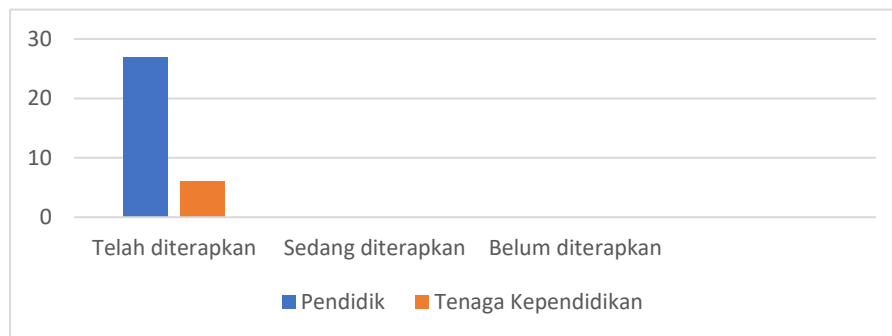 30
20
10
0
Telah diterapkan Sedang diterapkan Belum diterapkan
Pendidik Tenaga Kependidikan